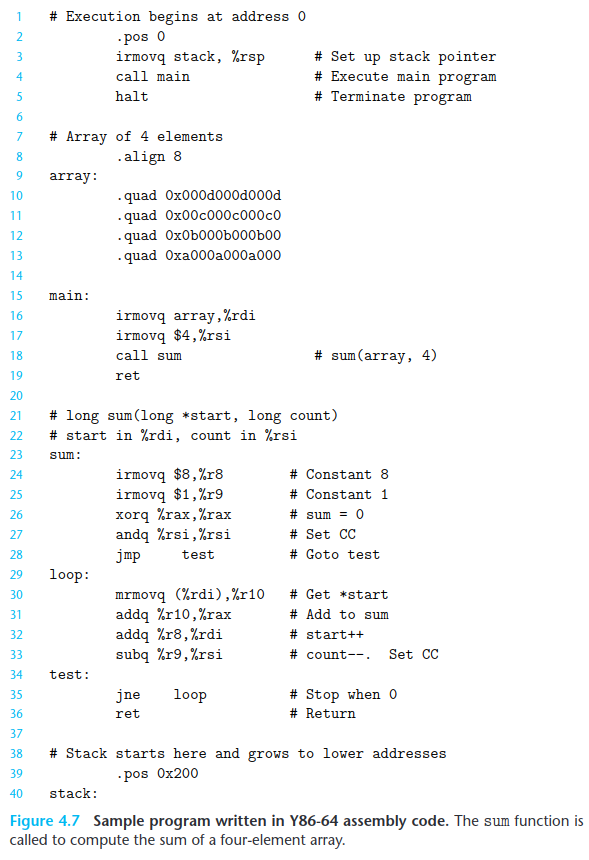 1 # Execution begins at address 0
2 .pos 0
3 irmovq stack, %rsp # Set up stack pointer
4 call main # Execute main program
5 halt # Terminate program
6
7 # Array of 4 elements
8 .align 8
9 array:
10 .quad 0x000d000d000d
11 .quad 0x00c000c000c0
12 .quad 0x0b000b000b00
13 .quad 0xa000a000a000
14
15 main:
16 irmovq array,%rdi
17 irmovq $4,%rsi
18 call sum # sum(array, 4)
19 ret
20
21 # long sum(long *start, long count)
22 # start in %rdi, count in %rsi
23 sum:
24 irmovq $8,%r8 # Constant 8
25 irmovq $1,%r9 # Constant 1
26 xorq %rax,%rax # sum = 0
27 andq %rsi,%rsi # Set CC
28 jmp test # Goto test
29 loop:
30 mrmovq (%rdi),%r10 # Get *start
31 addq %r10,%rax # Add to sum
32 addq %r8,%rdi # start++
33 subq %r9,%rsi # count--. Set CC
34 test:
35 jne loop # Stop when 0
36 ret # Return
37
38 # Stack starts here and grows to lower addresses
39 .pos 0x200
40 stack:
Figure 4.7 Sample program written in Y86-64 assembly code. The sum function is
called to compute the sum of a four-element array.